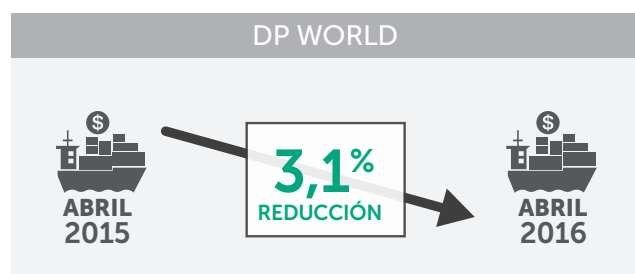 DP WORLD
$
ABRIL
2015
3,1%
REDUCCIÓN
$
ABRIL
2016